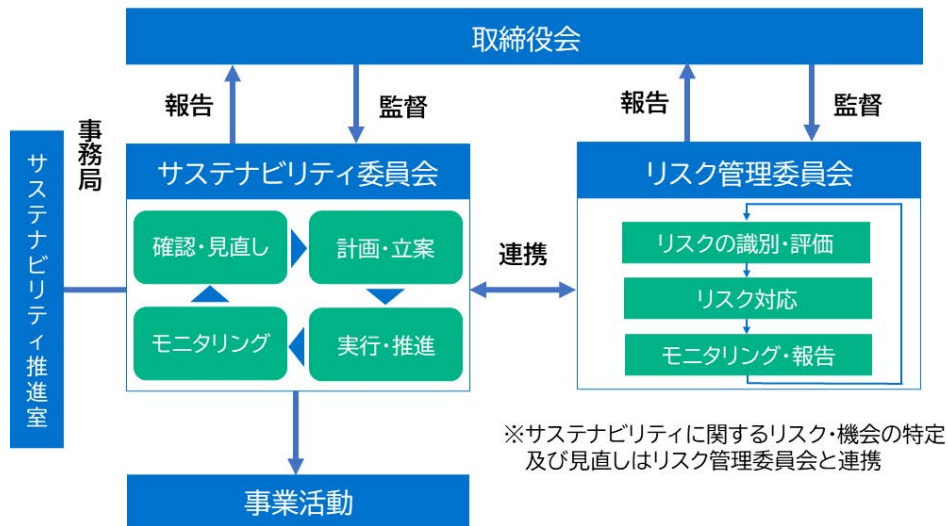 取締役会
報告
監督
報告
監督
事務局
サステナビリティ推進室
サステナビリティ委員会
確認・見直し
計画・立案
モニタリング
実行・推進
連携
リスク管理委員会
リスクの識別・評価
リスク対応
モニタリング・報告
※サステナビリティに関するリスク・機会の特定
及び見直しはリスク管理委員会と連携
事業活動